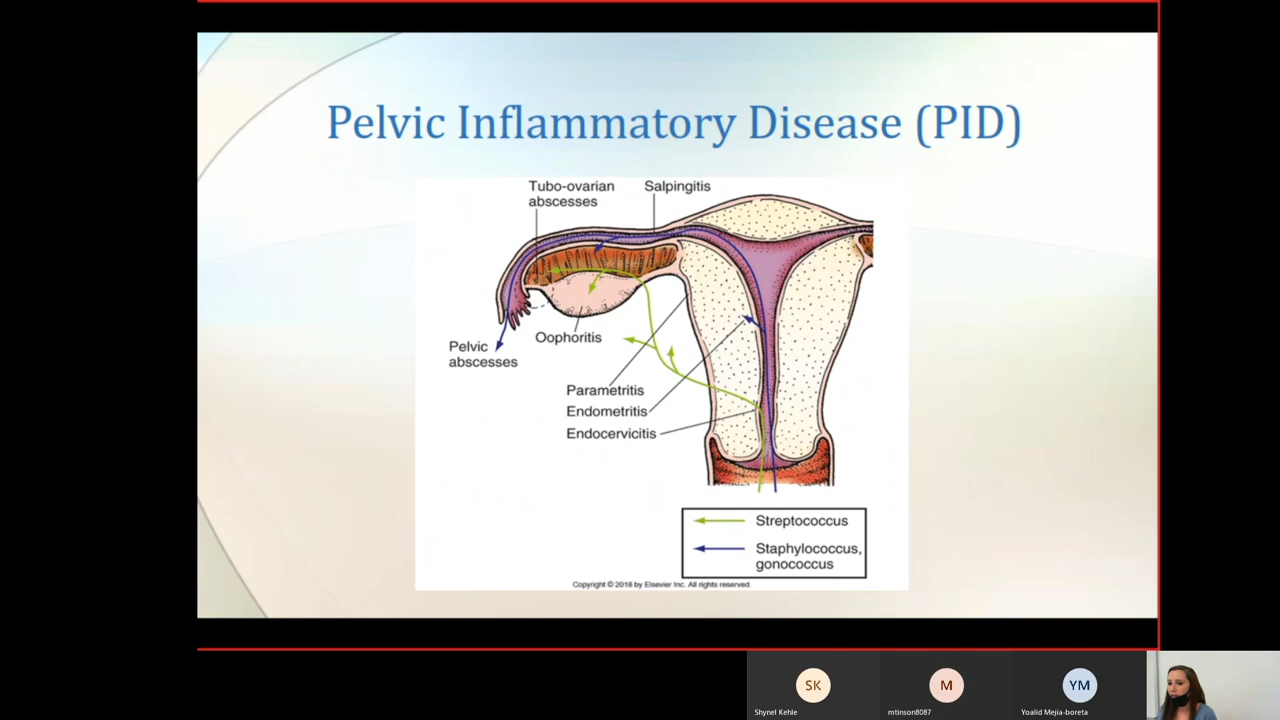 Pelvic Inflammatory Disease (PID)
Tubo-ovarian
abscesses
Salpingitis
Pelvic
abscesses
Oophoritis
Parametritis
Endometritis
Endocervicitis
Streptococcus
Staphylococcus,
gonococcus
Copyright © 2018 by Elsevier Inc. All rights reserved.
SK
M
YM
Shynel Kehle
mtinson8087
Yoalid Mejia-boreta